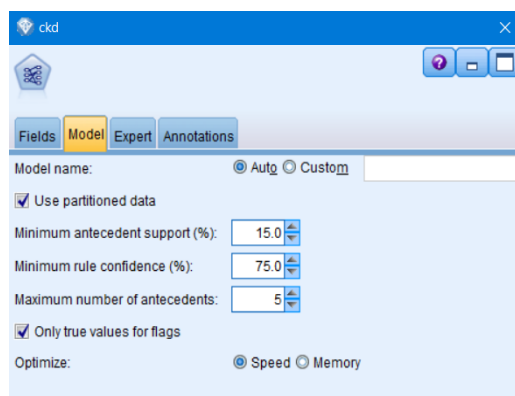 ckd
Fields Model Expert Annotations
Model name: Auto Custom
Use partitioned data
Minimum antecedent support (%): 15.0
Minimum rule confidence (%): 75.0
Maximum number of antecedents: 5
Only true values for flags
Optimize: Speed Memory